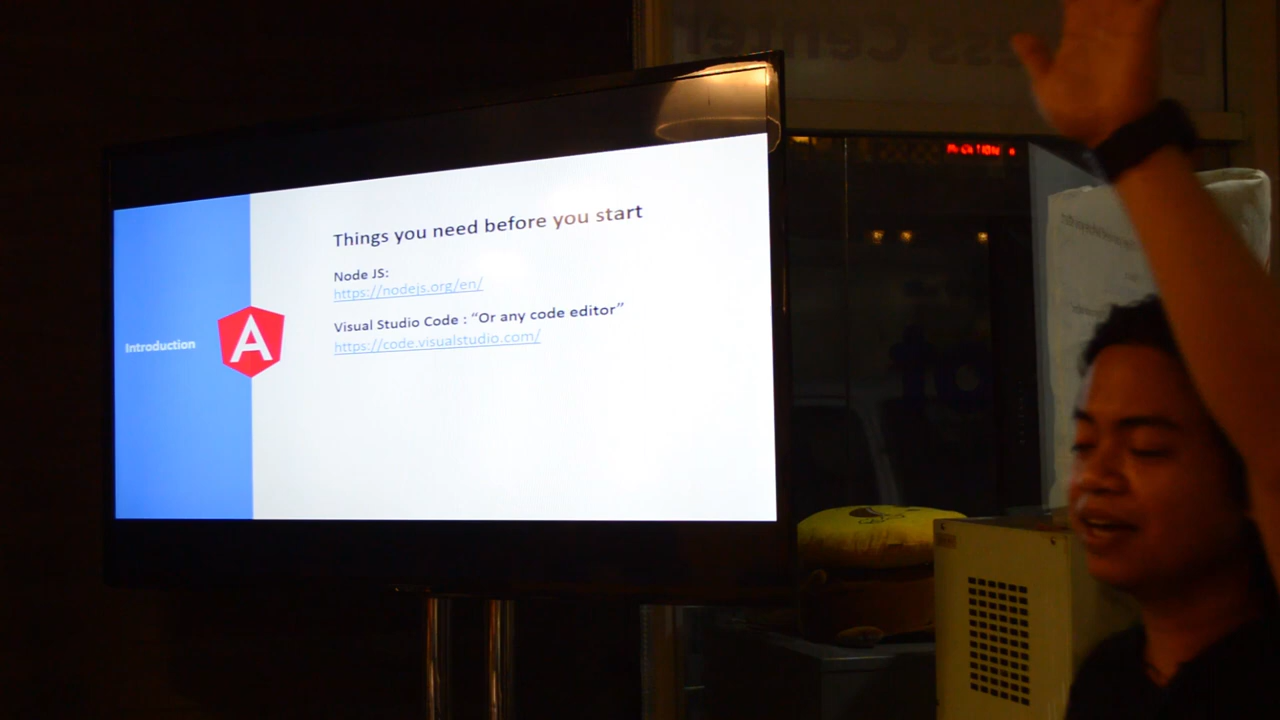 Things you need before you start
Node JS:
https://nodejs.org/en/
Visual Studio Code : “Or any code editor”
https://code.visualstudio.com/
Introduction
A